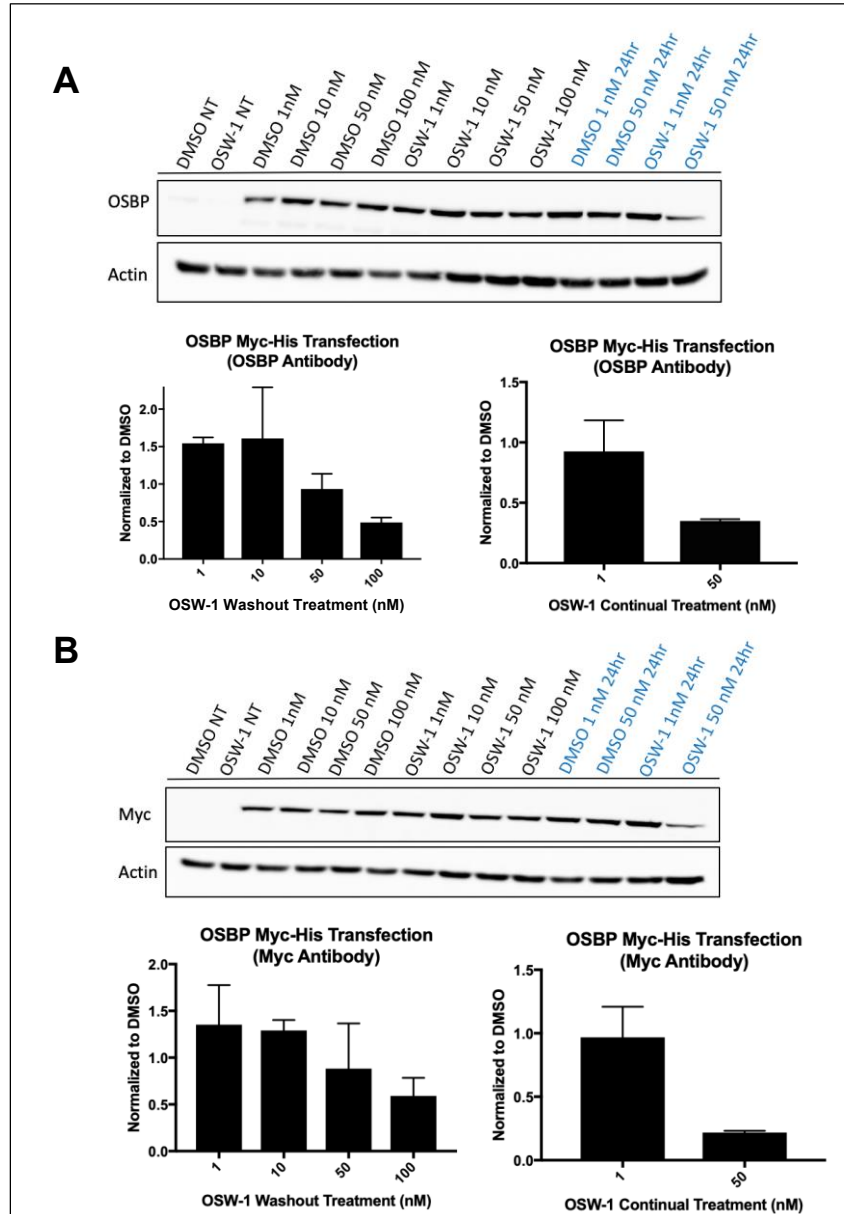 A
DMSO NT
OSW-1 NT
DMSO 1nM
DMSO 10 nM
DMSO 50 nM
DMSO 100 nM
OSW-1 1nM
OSW-1 10 nM
OSW-1 50 nM
OSW-1 100 nM
DMSO 1 nM 24hr
DMSO 50 nM 24hr
OSW-1 1nM 24hr
OSW-1 50 nM 24hr
OSBP
Actin
OSBP Myc-His Transfection
(OSBP Antibody)
Normalized to DMSO
2.0
1.5
1.0
0.5
0.0
1 10 50 100
OSW-1 Washout Treatment (nM)
OSBP Myc-His Transfection
(OSBP Antibody)
Normalized to DMSO
1.5
1.0
0.5
0.0
1 50
OSW-1 Continual Treatment (nM)
B
DMSO NT
OSW-1 NT
DMSO 1nM
DMSO 10 nM
DMSO 50 nM
DMSO 100 nM
OSW-1 1nM
OSW-1 10 nM
OSW-1 50 nM
OSW-1 100 nM
DMSO 1 nM 24hr
DMSO 50 nM 24hr
OSW-1 1nM 24hr
OSW-1 50 nM 24hr
Myc
Actin
OSBP Myc-His Transfection
(Myc Antibody)
Normalized to DMSO
2.0
1.5
1.0
0.5
0.0
1 10 50 100
OSW-1 Washout Treatment (nM)
OSBP Myc-His Transfection
(Myc Antibody)
Normalized to DMSO
1.5
1.0
0.5
0.0
1 50
OSW-1 Continual Treatment (nM)